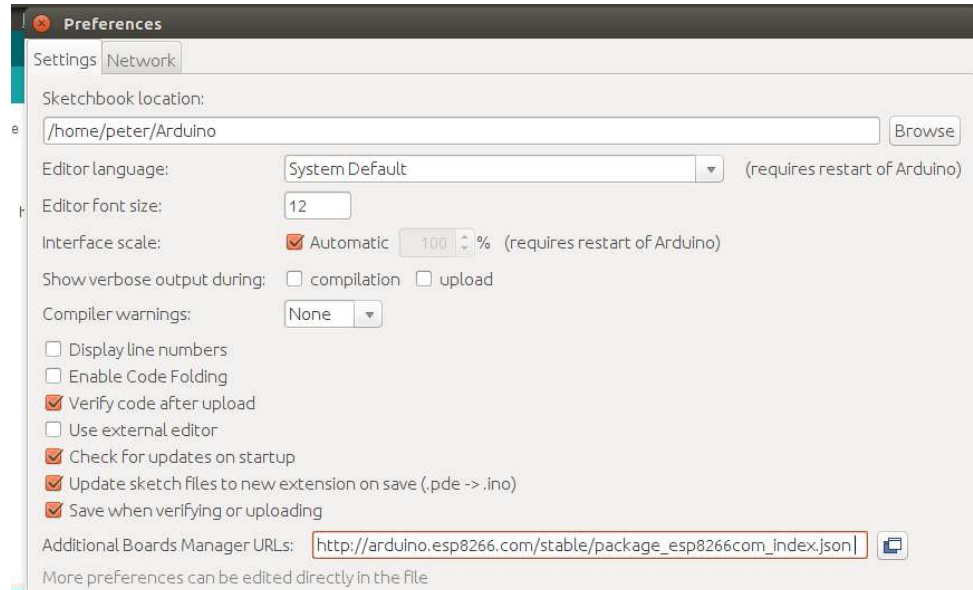 Preferences
Settings Network
Sketchbook location:
/home/peter/Arduino Browse
Editor language: System Default (requires restart of Arduino)
Editor font size: 12
Interface scale: Automatic 100 % (requires restart of Arduino)
Show verbose output during: compilation upload
Compiler warnings: None
Display line numbers
Enable Code Folding
Verify code after upload
Use external editor
Check for updates on startup
Update sketch files to new extension on save (.pde -> .ino)
Save when verifying or uploading
Additional Boards Manager URLs: http://arduino.esp8266.com/stable/package_esp8266com_index.json
More preferences can be edited directly in the file